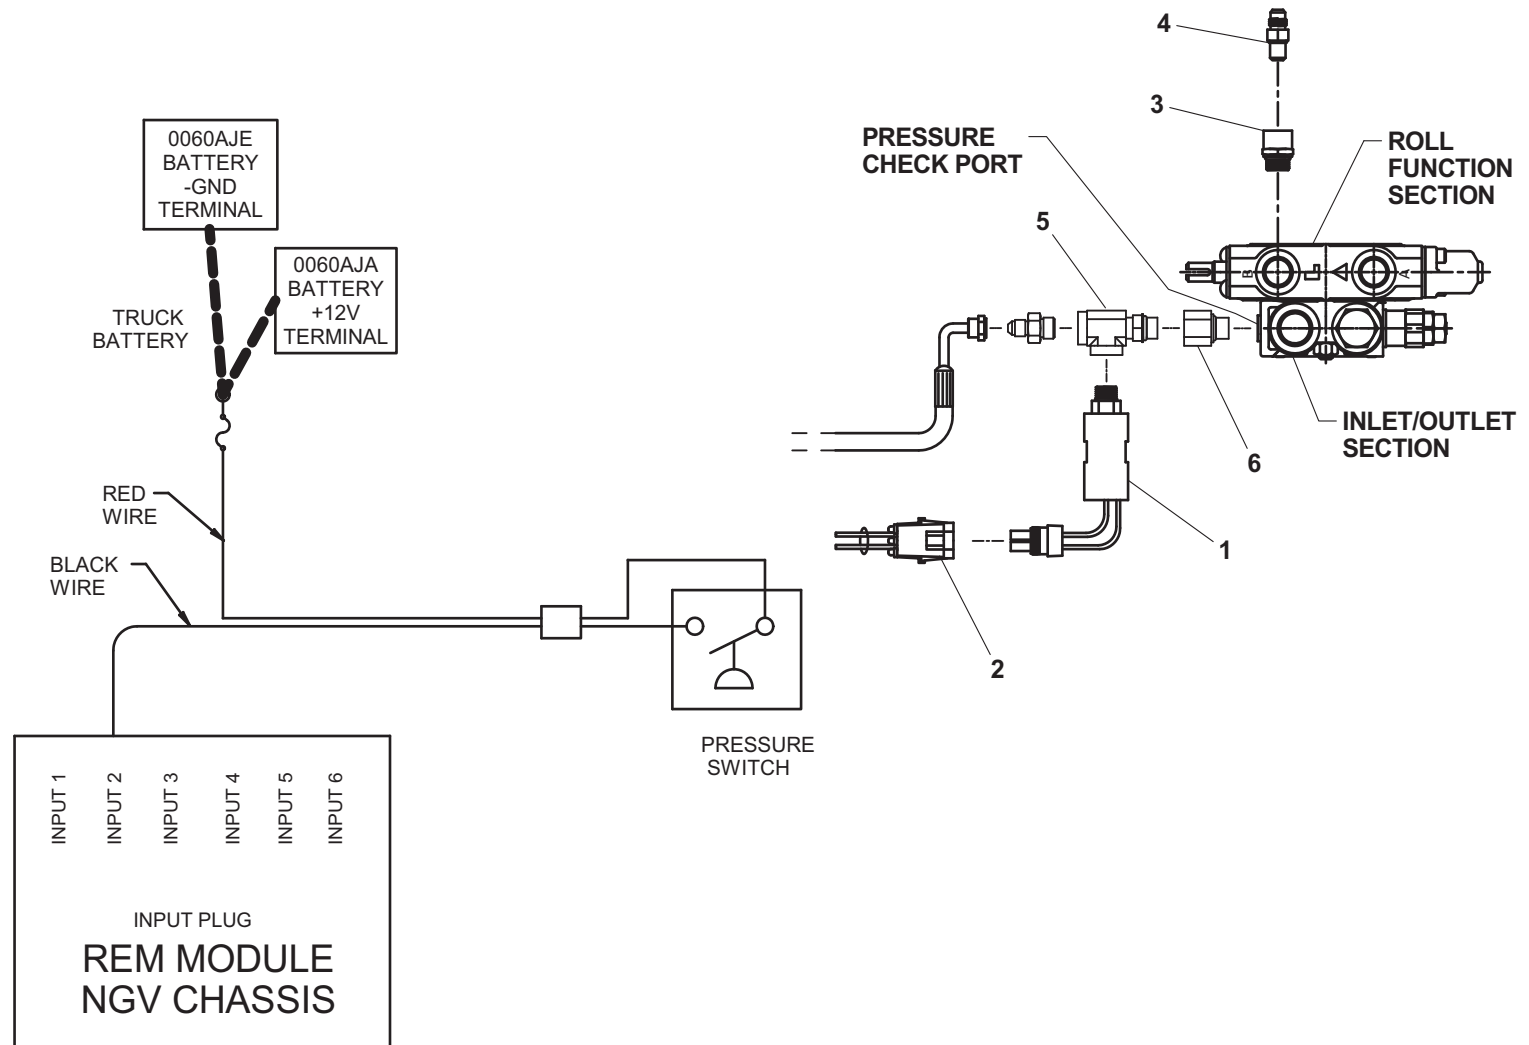 4
3
PRESSURE
CHECK PORT
ROLL
FUNCTION
SECTION
5
B
A
0060AJE
BATTERY
-GND
TERMINAL
0060AJA
BATTERY
+12V
TERMINAL
TRUCK
BATTERY
INLET/OUTLET
SECTION
6
1
2
RED
WIRE
BLACK
WIRE
PRESSURE
SWITCH
INPUT 1
INPUT 2
INPUT 3
INPUT 4
INPUT 5
INPUT 6
INPUT PLUG
REM MODULE
NGV CHASSIS